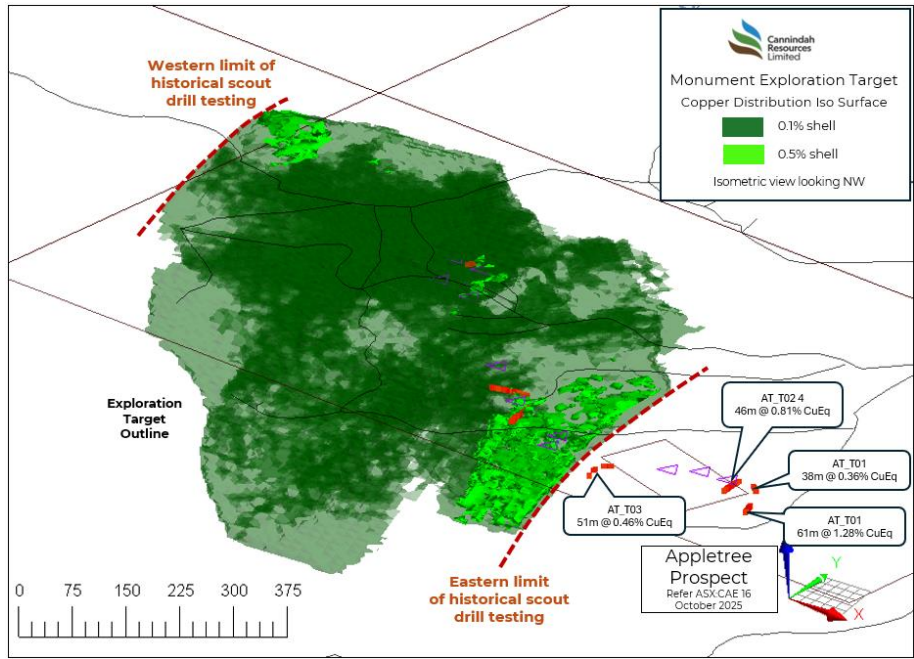 Cannindah
Resources
Limited
Monument Exploration Target
Copper Distribution Iso Surface
0.1% shell
0.5% shell
Isometric view looking NW
Western limit of
historical scout
drill testing
Exploration
Target
Outline
AT_T02 4
46m @ 0.81% CuEq
AT_T01
38m @ 0.36% CuEq
AT_T03
51m @ 0.46% CuEq
AT_T01
61m @ 1.28% CuEq
Appletree
Prospect
Refer ASX:CAE 16
October 2025
Eastern limit
of historical scout
drill testing
0 75 150 225 300 375
Y
X